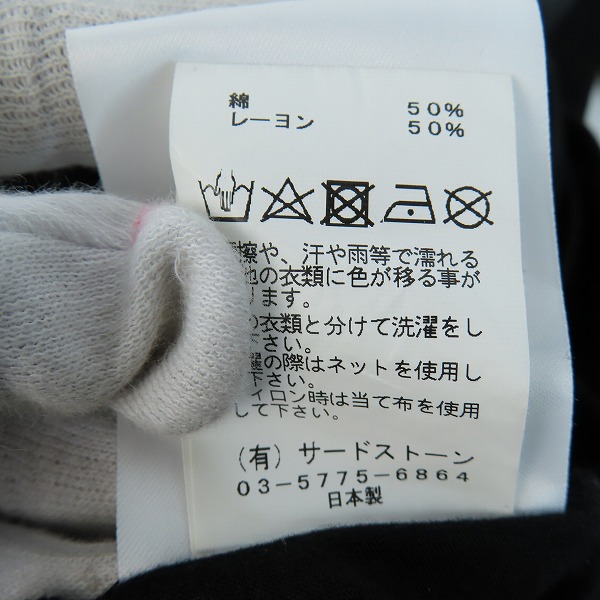 綿 50%
レーヨン 50%
擦や、汗や雨等で濡れる
他の衣類に色が移る事が
ります。
の衣類と分けて洗濯をし
下さい。
濯の際はネットを使用し
下さい。
イロン時は当て布を使用
して下さい。
(有) サードストーン
03-5775-6864
日本製